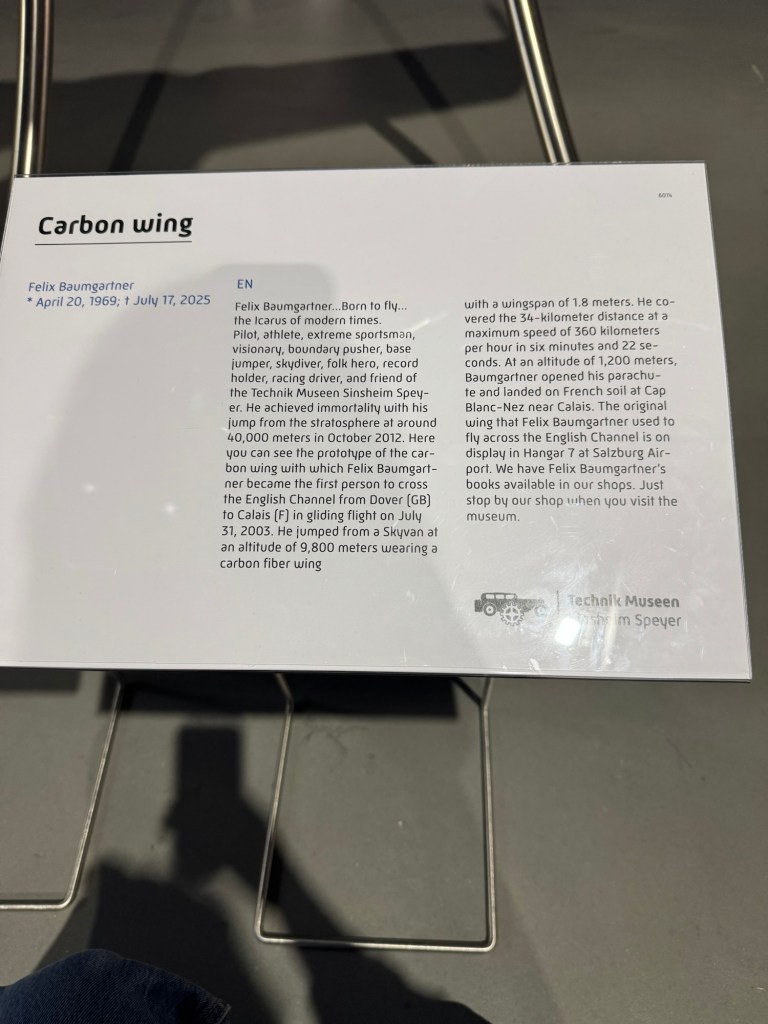 6074
Carbon wing
Felix Baumgartner
* April 20, 1969; † July 17, 2025
EN
Felix Baumgartner...Born to fly...
the Icarus of modern times.
Pilot, athlete, extreme sportsman,
visionary, boundary pusher, base
jumper, skydiver, folk hero, record
holder, racing driver, and friend of
the Technik Museen Sinsheim Spey-
er. He achieved immortality with his
jump from the stratosphere at around
40,000 meters in October 2012. Here
you can see the prototype of the car-
bon wing with which Felix Baumgart-
ner became the first person to cross
the English Channel from Dover (GB)
to Calais (F) in gliding flight on July
31, 2003. He jumped from a Skyvan at
an altitude of 9,800 meters wearing a
carbon fiber wing
with a wingspan of 1.8 meters. He co-
vered the 34-kilometer distance at a
maximum speed of 360 kilometers
per hour in six minutes and 22 se-
conds. At an altitude of 1,200 meters,
Baumgartner opened his parachu-
te and landed on French soil at Cap
Blanc-Nez near Calais. The original
wing that Felix Baumgartner used to
fly across the English Channel is on
display in Hangar 7 at Salzburg Air-
port. We have Felix Baumgartner's
books available in our shops. Just
stop by our shop when you visit the
museum.
Technik Museen
Sinsheim Speyer